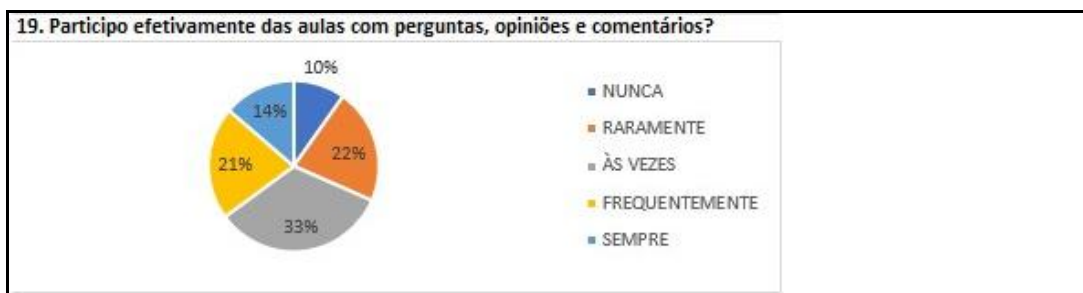 19. Participo efetivamente das aulas com perguntas, opiniões e comentários?
10%
14%
22%
21%
33%
NUNCA
RARAMENTE
ÀS VEZES
FREQUENTEMENTE
SEMPRE